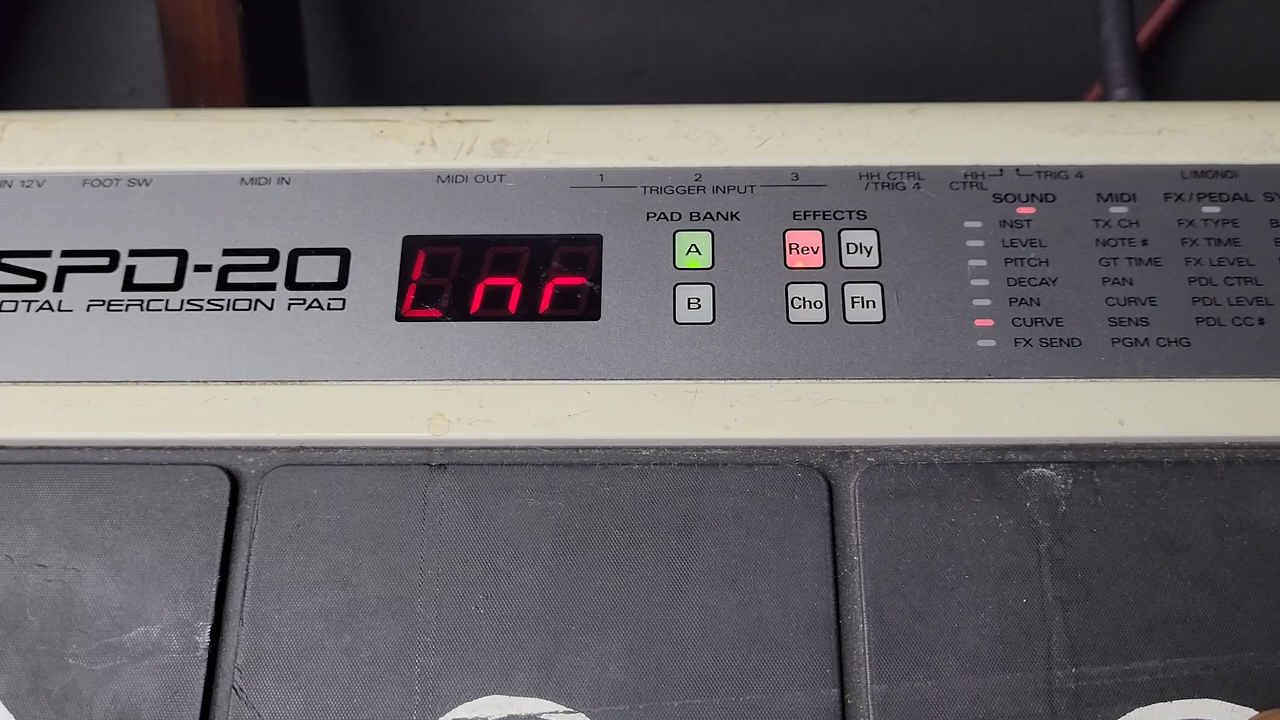 IN 12V FOOT SW MIDI IN MIDI OUT 1 2 3 HH CTRL HH TRIG 4
TRIGGER INPUT /TRIG 4 CTRL
SOUND MIDI FX/PEDAL
PAD BANK EFFECTS
INST TX CH FX TYPE
A Rev Dly
LEVEL NOTE # FX TIME
SPD-20
Lnr
PITCH GT TIME FX LEVEL
DECAY PAN PDL CTRL
OTAL PERCUSSION PAD
B Cho Fln
PAN CURVE PDL LEVEL
CURVE SENS PDL CC #
FX SEND PGM CHG